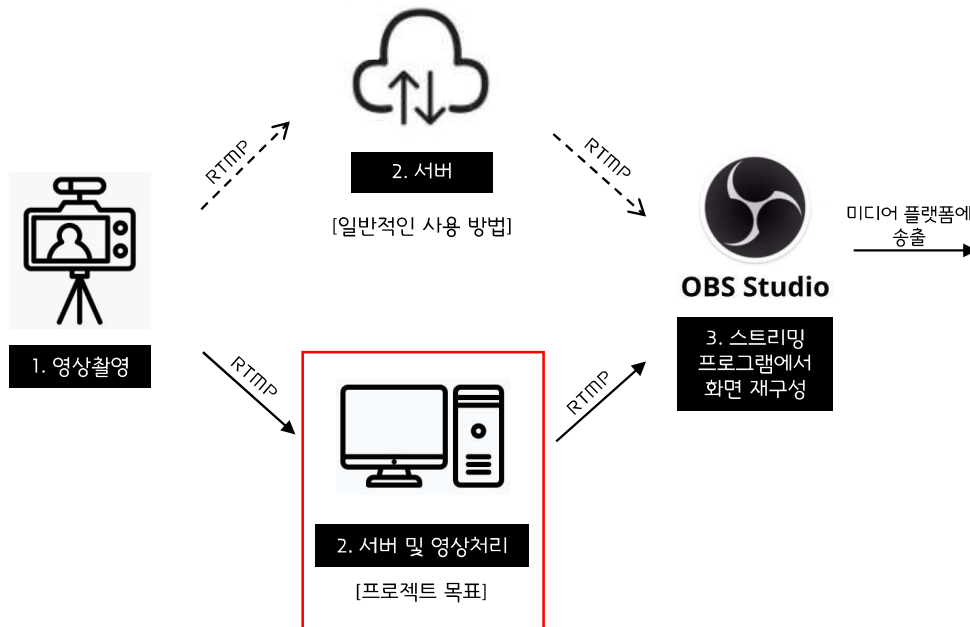 RTMP
RTMP
2. 서버
[일반적인 사용 방법]
미디어 플랫폼에
송출
OBS Studio
1. 영상촬영
3. 스트리밍
프로그램에서
화면 재구성
RTMP
RTMP
2. 서버 및 영상처리
[프로젝트 목표]